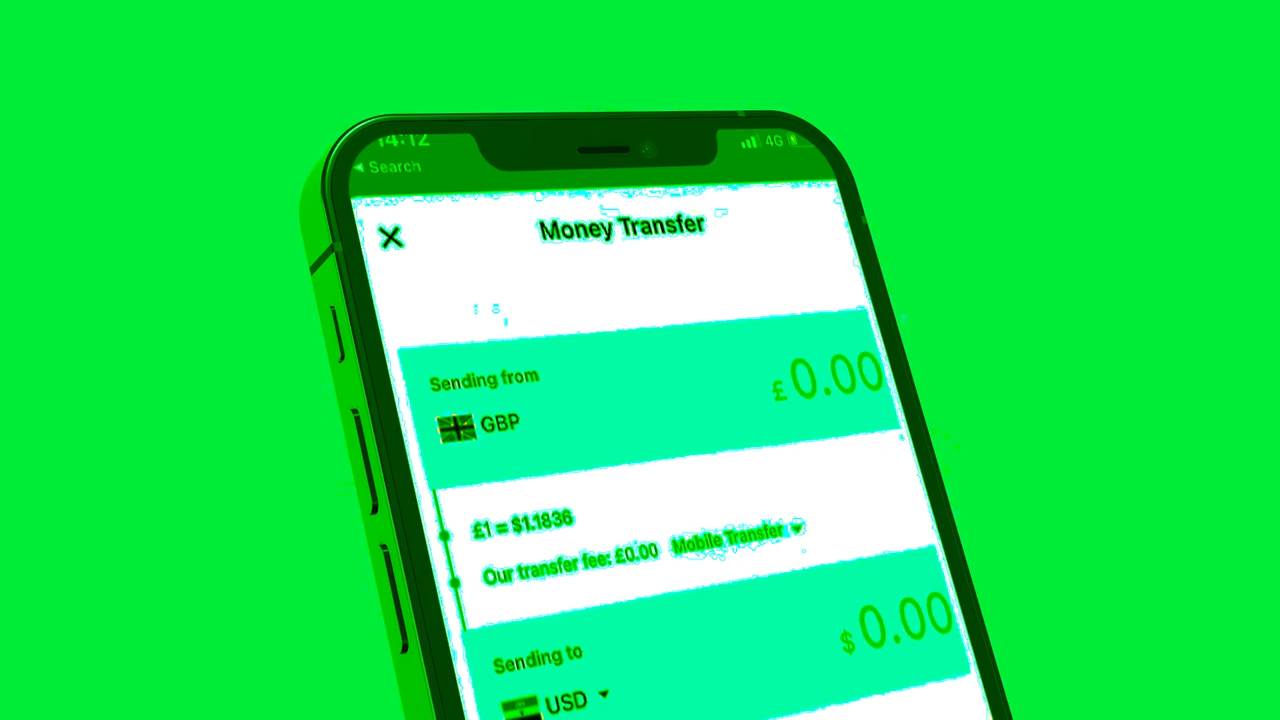 14:12
4G
Search
Money Transfer
Sending from
£ 0.00
GBP
£1 = $1.1836
Our transfer fee: £0.00 Mobile Transfer
$ 0.00
Sending to
USD